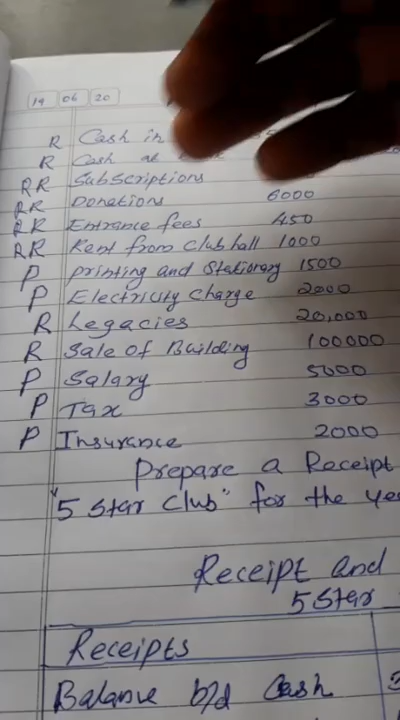 19 06 20
R Cash in
R Cash at
RR Subscriptions
RR Donations 6000
RR Entrance fees 450
RR Rent from Club hall 1000
P printing and Stationary 1500
P Electricity Charge 2000
R Legacies 20,000
R Sale of Building 100000
P Salary 5000
P Tax 3000
P Insurance 2000
Prepare a Receipt
"5 Star Club" for the
Receipt and
5 Star
Receipts
Balance b/d Cash